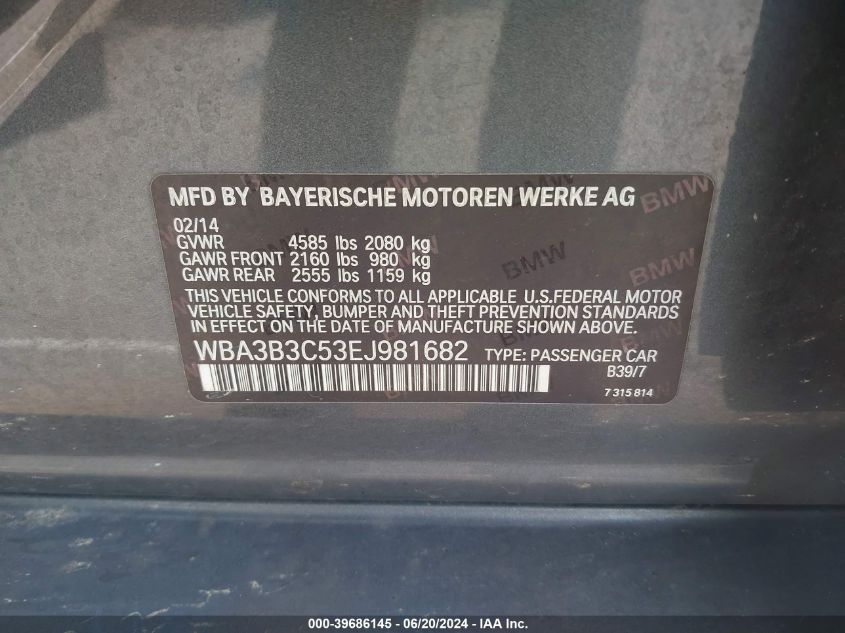 MFD BY BAYERISCHE MOTOREN WERKE AG
02/14
GVWR 4585 lbs 2080 kg
GAWR FRONT 2160 lbs 980 kg
GAWR REAR 2555 lbs 1159 kg
THIS VEHICLE CONFORMS TO ALL APPLICABLE U.S.FEDERAL MOTOR
VEHICLE SAFETY, BUMPER AND THEFT PREVENTION STANDARDS
IN EFFECT ON THE DATE OF MANUFACTURE SHOWN ABOVE.
WBA3B3C53EJ981682 TYPE: PASSENGER CAR
B39/7
7 315 814
BMW
BMW
BMW
000-39686145 / 06/20/2024 - IAA Inc.